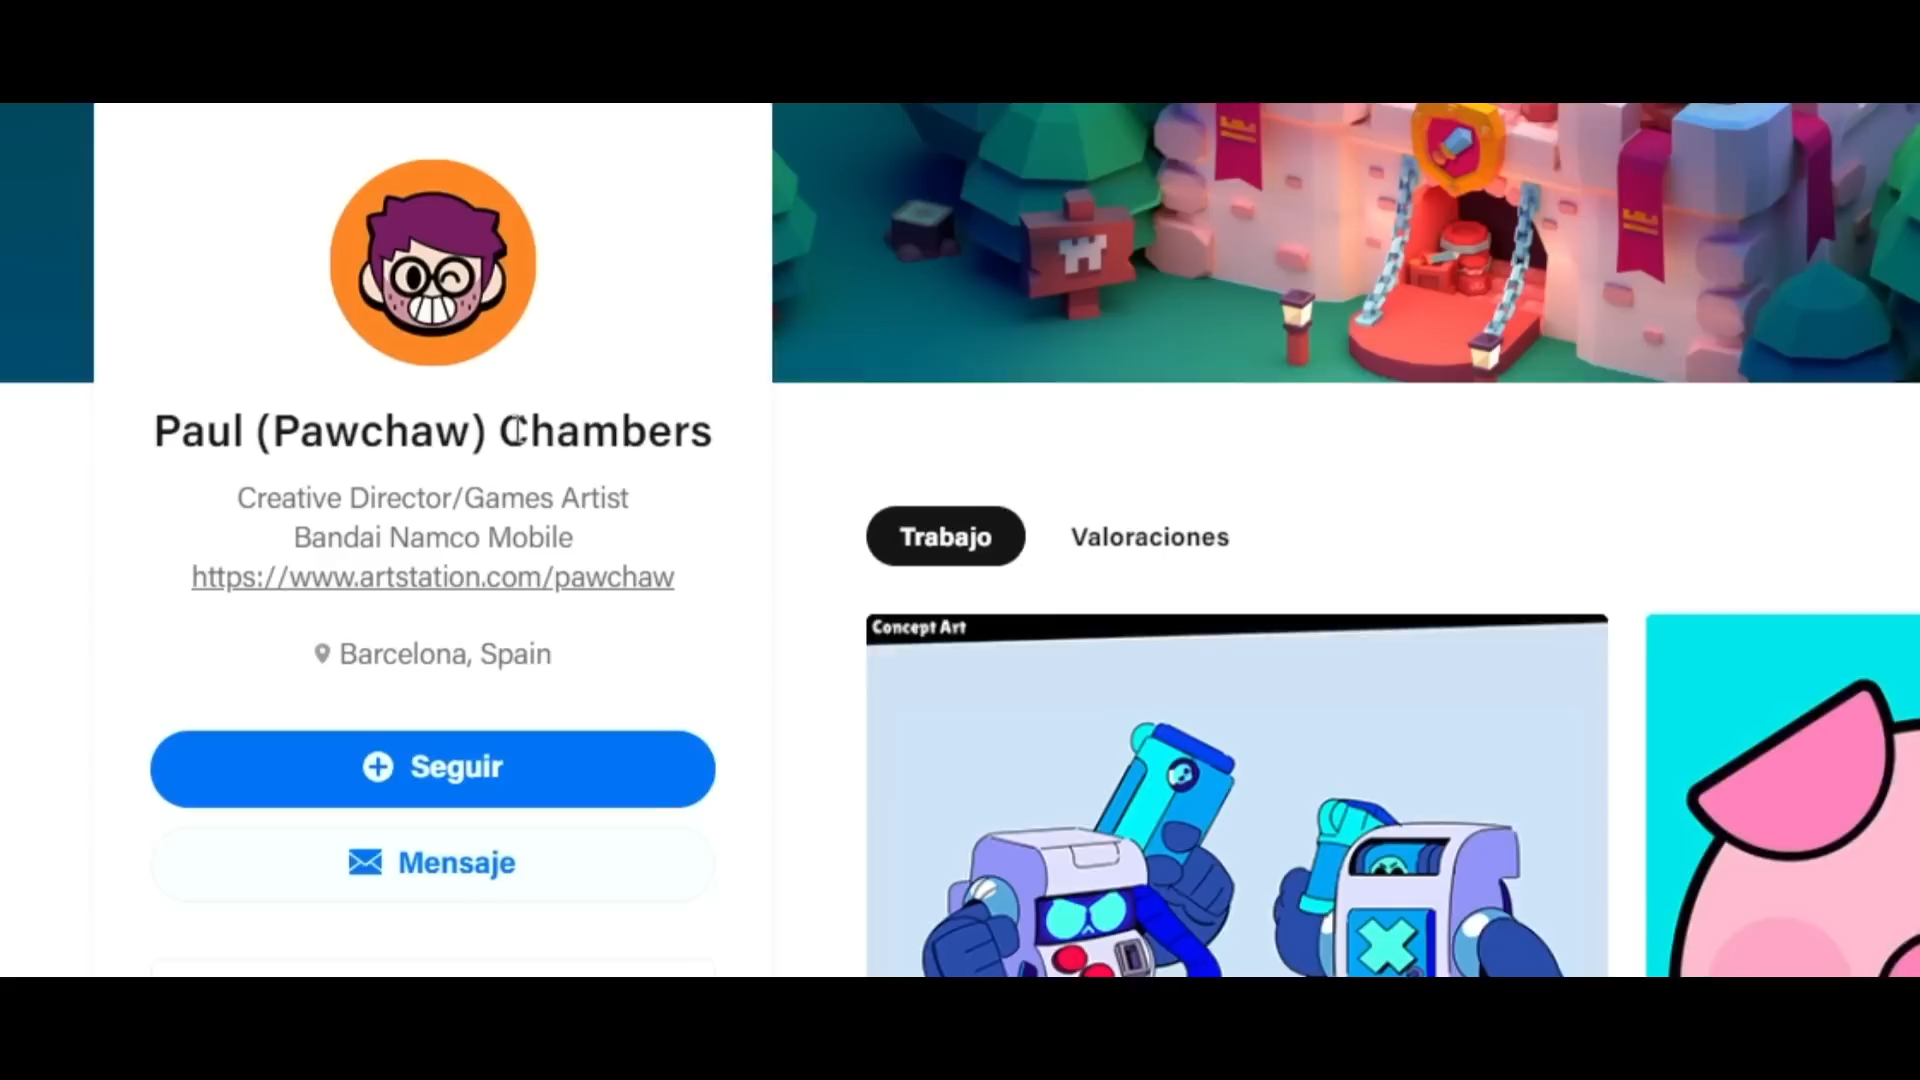 Paul (Pawchaw) Chambers
Creative Director/Games Artist
Bandai Namco Mobile
https://www.artstation.com/pawchaw
Barcelona, Spain
Seguir
Mensaje
Trabajo
Valoraciones
Concept Art